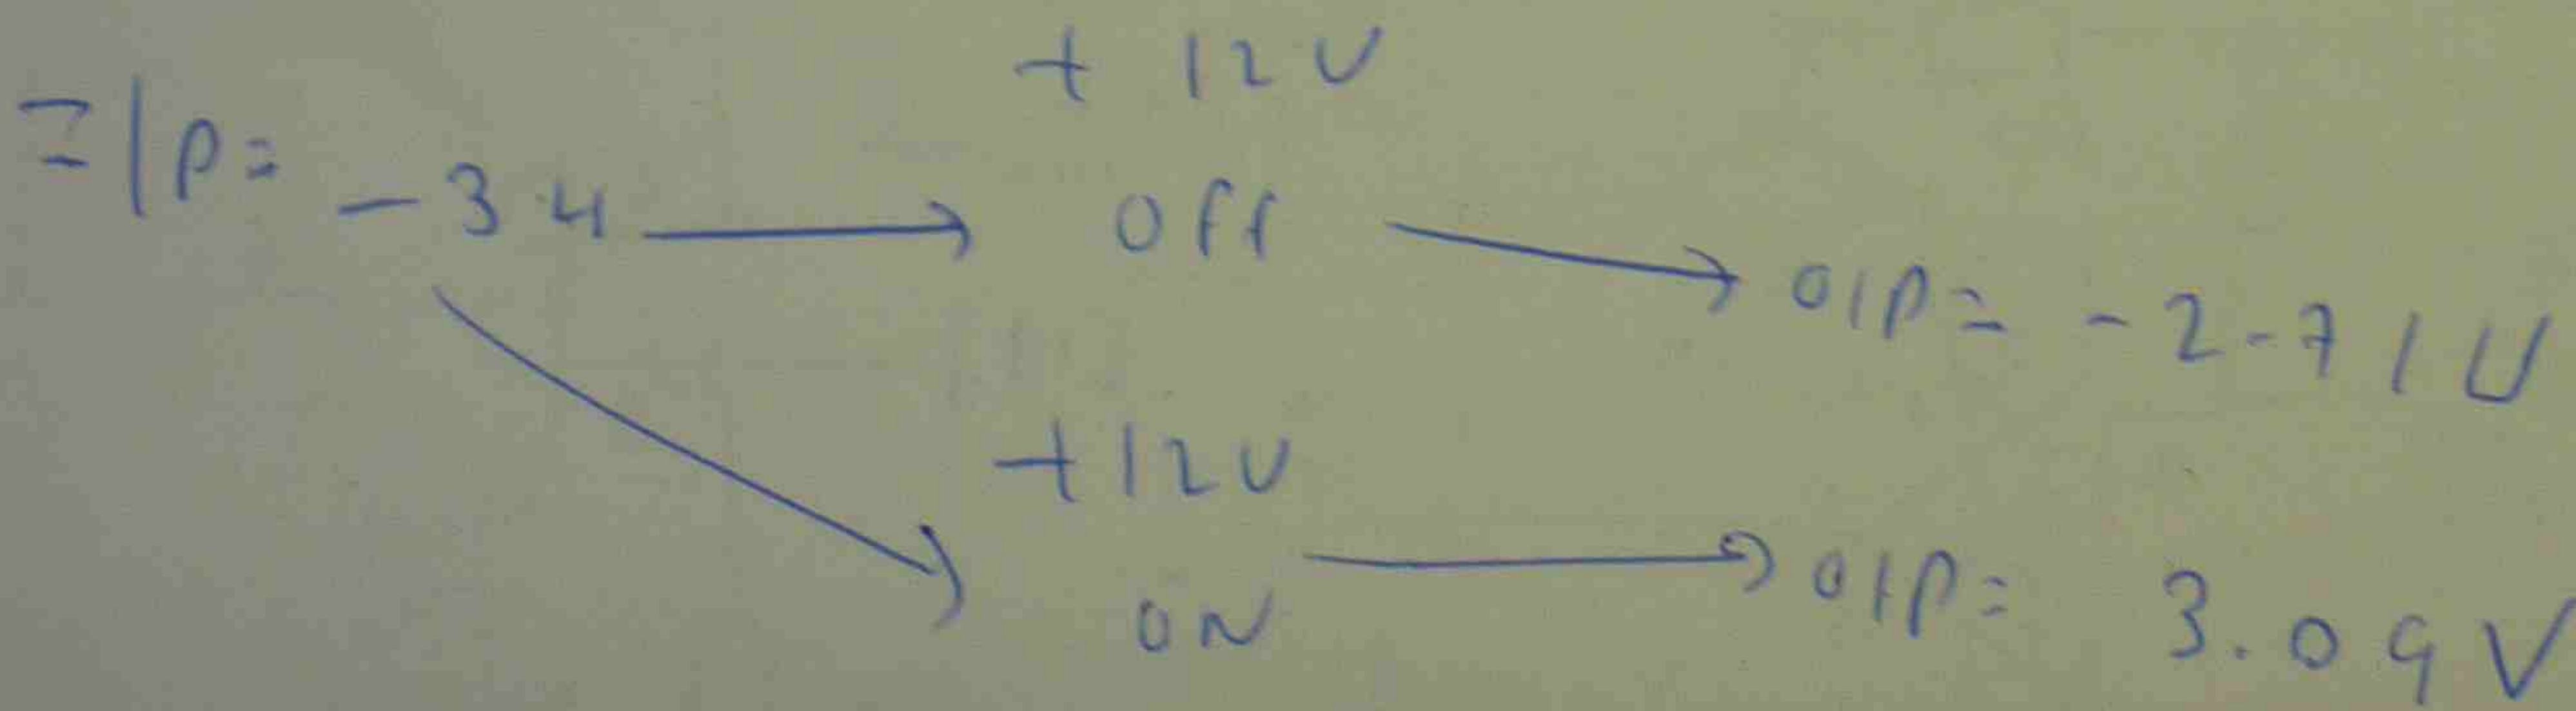 + 12V
I/P= -3.4 → Off → O/P= -2.71V
+12V
ON → O/P= 3.09V